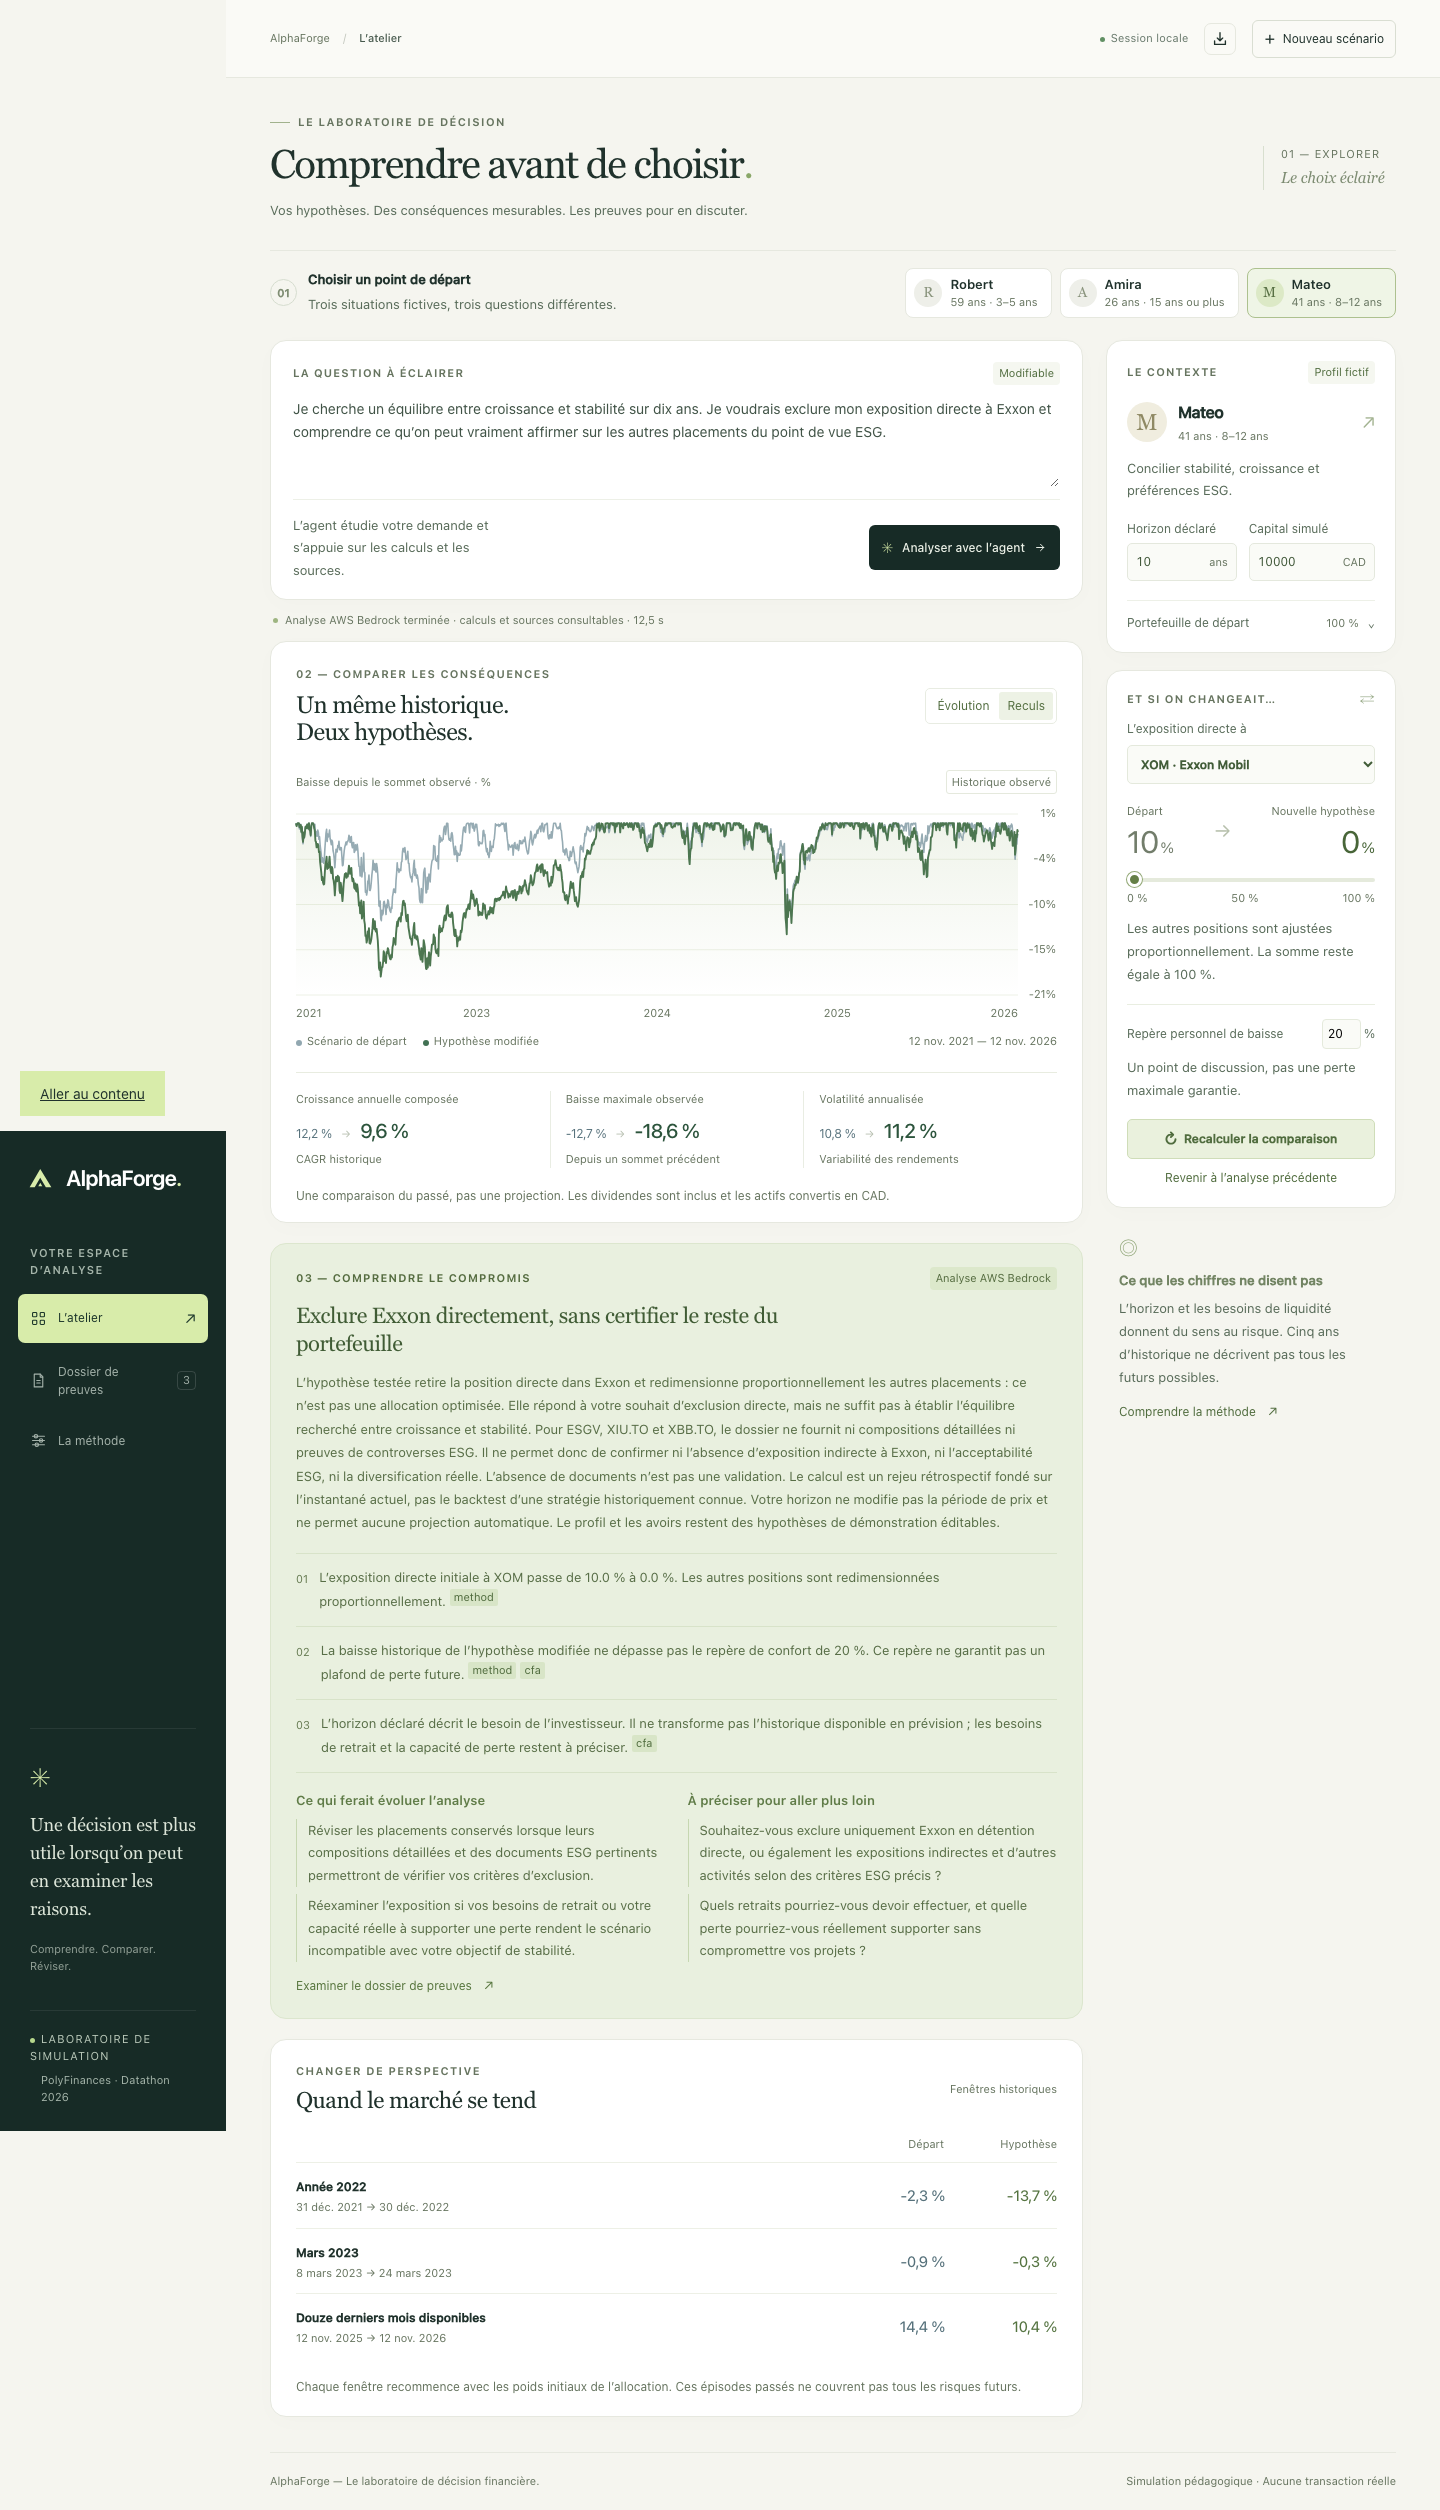 AlphaForge / L'atelier
Session locale
+ Nouveau scénario
LE LABORATOIRE DE DÉCISION
Comprendre avant de choisir.
Vos hypothèses. Des conséquences mesurables. Les preuves pour en discuter.
01 — EXPLORER
Le choix éclairé
01
Choisir un point de départ
Trois situations fictives, trois questions différentes.
R
Robert
59 ans · 3–5 ans
A
Amira
26 ans · 15 ans ou plus
M
Mateo
41 ans · 8–12 ans
LA QUESTION À ÉCLAIRER
Modifiable
Je cherche un équilibre entre croissance et stabilité sur dix ans. Je voudrais exclure mon exposition directe à Exxon et
comprendre ce qu'on peut vraiment affirmer sur les autres placements du point de vue ESG.
L'agent étudie votre demande et
s'appuie sur les calculs et les
sources.
Analyser avec l'agent →
Analyse AWS Bedrock terminée · calculs et sources consultables · 12,5 s
02 — COMPARER LES CONSÉQUENCES
Un même historique.
Deux hypothèses.
Évolution
Reculs
Baisse depuis le sommet observé · %
Historique observé
1%
-4%
-10%
-15%
-21%
2021
2023
2024
2025
2026
Scénario de départ
Hypothèse modifiée
12 nov. 2021 — 12 nov. 2026
Croissance annuelle composée
12,2 % → 9,6 %
CAGR historique
Baisse maximale observée
-12,7 % → -18,6 %
Depuis un sommet précédent
Volatilité annualisée
10,8 % → 11,2 %
Variabilité des rendements
Une comparaison du passé, pas une projection. Les dividendes sont inclus et les actifs convertis en CAD.
03 — COMPRENDRE LE COMPROMIS
Analyse AWS Bedrock
Exclure Exxon directement, sans certifier le reste du
portefeuille
L'hypothèse testée retire la position directe dans Exxon et redimensionne proportionnellement les autres placements : ce
n'est pas une allocation optimisée. Elle répond à votre souhait d'exclusion directe, mais ne suffit pas à établir l'équilibre
recherché entre croissance et stabilité. Pour ESGV, XIU.TO et XBB.TO, le dossier ne fournit ni compositions détaillées ni
preuves de controverses ESG. Il ne permet donc de confirmer ni l'absence d'exposition indirecte à Exxon, ni l'acceptabilité
ESG, ni la diversification réelle. L'absence de documents n'est pas une validation. Le calcul est un rejeu rétrospectif fondé sur
l'instantané actuel, pas le backtest d'une stratégie historiquement connue. Votre horizon ne modifie pas la période de prix et
ne permet aucune projection automatique. Le profil et les avoirs restent des hypothèses de démonstration éditables.
01 L'exposition directe initiale à XOM passe de 10.0 % à 0.0 %. Les autres positions sont redimensionnées
proportionnellement. method
02 La baisse historique de l'hypothèse modifiée ne dépasse pas le repère de confort de 20 %. Ce repère ne garantit pas un
plafond de perte future. method cfa
03 L'horizon déclaré décrit le besoin de l'investisseur. Il ne transforme pas l'historique disponible en prévision ; les besoins
de retrait et la capacité de perte restent à préciser. cfa
Ce qui ferait évoluer l'analyse
Réviser les placements conservés lorsque leurs
compositions détaillées et des documents ESG pertinents
permettront de vérifier vos critères d'exclusion.
Réexaminer l'exposition si vos besoins de retrait ou votre
capacité réelle à supporter une perte rendent le scénario
incompatible avec votre objectif de stabilité.
À préciser pour aller plus loin
Souhaitez-vous exclure uniquement Exxon en détention
directe, ou également les expositions indirectes et d'autres
activités selon des critères ESG précis ?
Quels retraits pourriez-vous devoir effectuer, et quelle
perte pourriez-vous réellement supporter sans
compromettre vos projets ?
Examiner le dossier de preuves ↗
CHANGER DE PERSPECTIVE
Quand le marché se tend
Fenêtres historiques
Départ
Hypothèse
Année 2022
31 déc. 2021 → 30 déc. 2022
-2,3 %
-13,7 %
Mars 2023
8 mars 2023 → 24 mars 2023
-0,9 %
-0,3 %
Douze derniers mois disponibles
12 nov. 2025 → 12 nov. 2026
14,4 %
10,4 %
Chaque fenêtre recommence avec les poids initiaux de l'allocation. Ces épisodes passés ne couvrent pas tous les risques futurs.
LE CONTEXTE
Profil fictif
M
Mateo
41 ans · 8–12 ans
Concilier stabilité, croissance et
préférences ESG.
Horizon déclaré
10 ans
Capital simulé
10000 CAD
Portefeuille de départ
100 %
ET SI ON CHANGEAIT…
L'exposition directe à
XOM · Exxon Mobil
Départ
10%
→
Nouvelle hypothèse
0%
0 %
50 %
100 %
Les autres positions sont ajustées
proportionnellement. La somme reste
égale à 100 %.
Repère personnel de baisse
20 %
Un point de discussion, pas une perte
maximale garantie.
Recalculer la comparaison
Revenir à l'analyse précédente
Ce que les chiffres ne disent pas
L'horizon et les besoins de liquidité
donnent du sens au risque. Cinq ans
d'historique ne décrivent pas tous les
futurs possibles.
Comprendre la méthode ↗
Aller au contenu
AlphaForge.
VOTRE ESPACE
D'ANALYSE
L'atelier ↗
Dossier de
preuves
3
La méthode
Une décision est plus
utile lorsqu'on peut
en examiner les
raisons.
Comprendre. Comparer.
Réviser.
LABORATOIRE DE
SIMULATION
PolyFinances · Datathon
2026
AlphaForge — Le laboratoire de décision financière.
Simulation pédagogique · Aucune transaction réelle